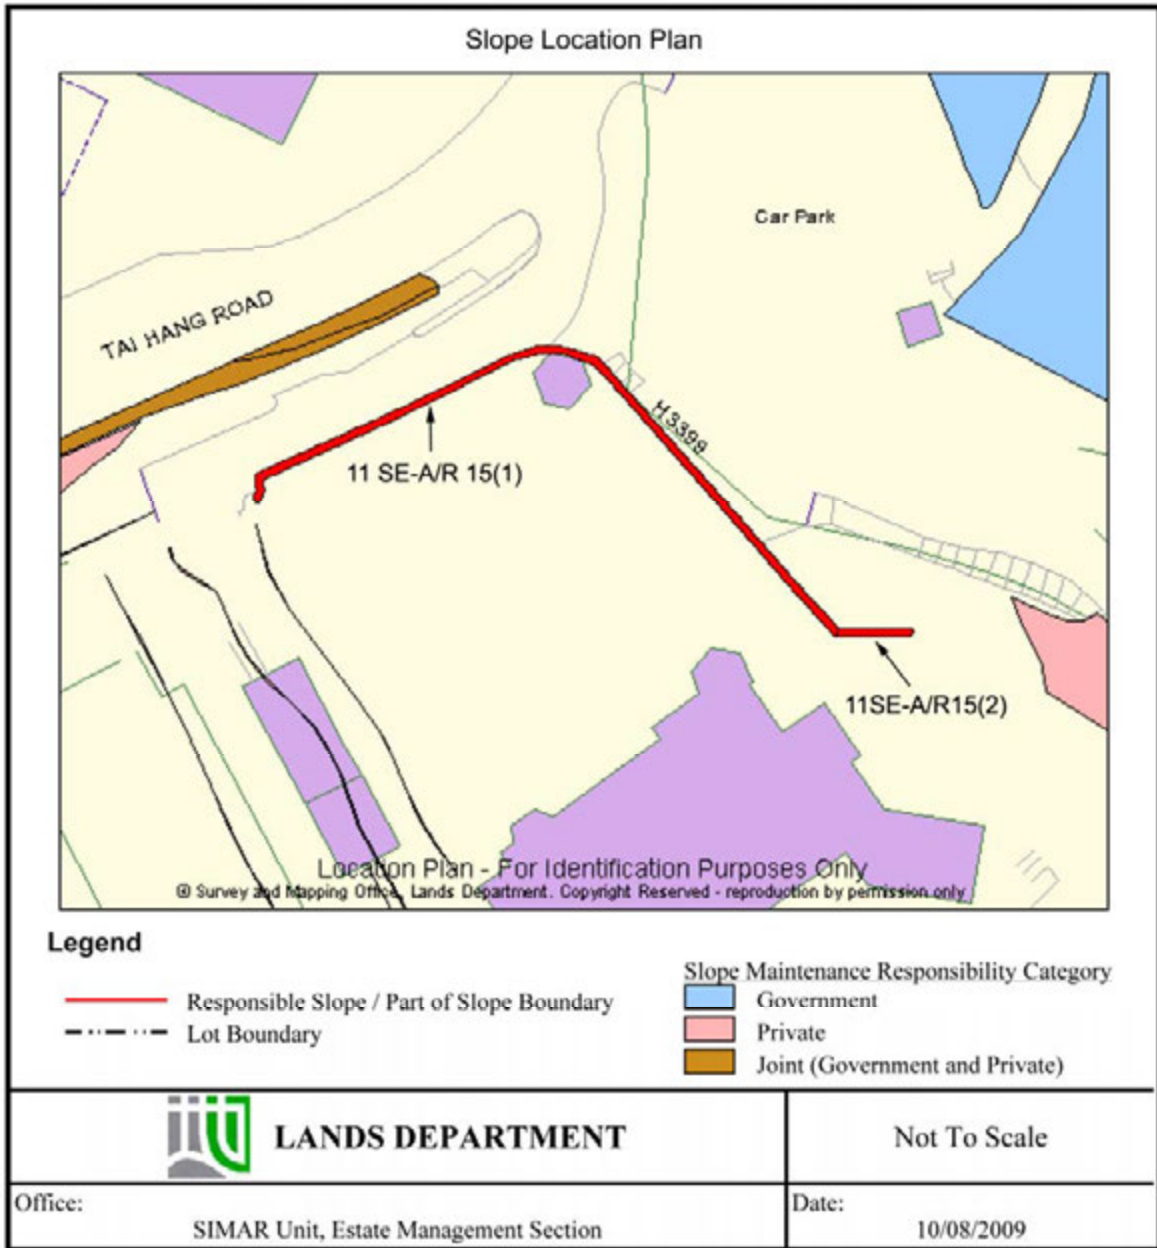 Slope Location Plan
Car Park
TAI HANG ROAD
H3399
11 SE-A/R 15(1)
11SE-A/R15(2)
Location Plan - For Identification Purposes Only
© Survey and Mapping Office, Lands Department. Copyright Reserved - reproduction by permission only
Legend
Responsible Slope / Part of Slope Boundary
Lot Boundary
Slope Maintenance Responsibility Category
Government
Private
Joint (Government and Private)
LANDS DEPARTMENT
Not To Scale
Office:
SIMAR Unit, Estate Management Section
Date:
10/08/2009